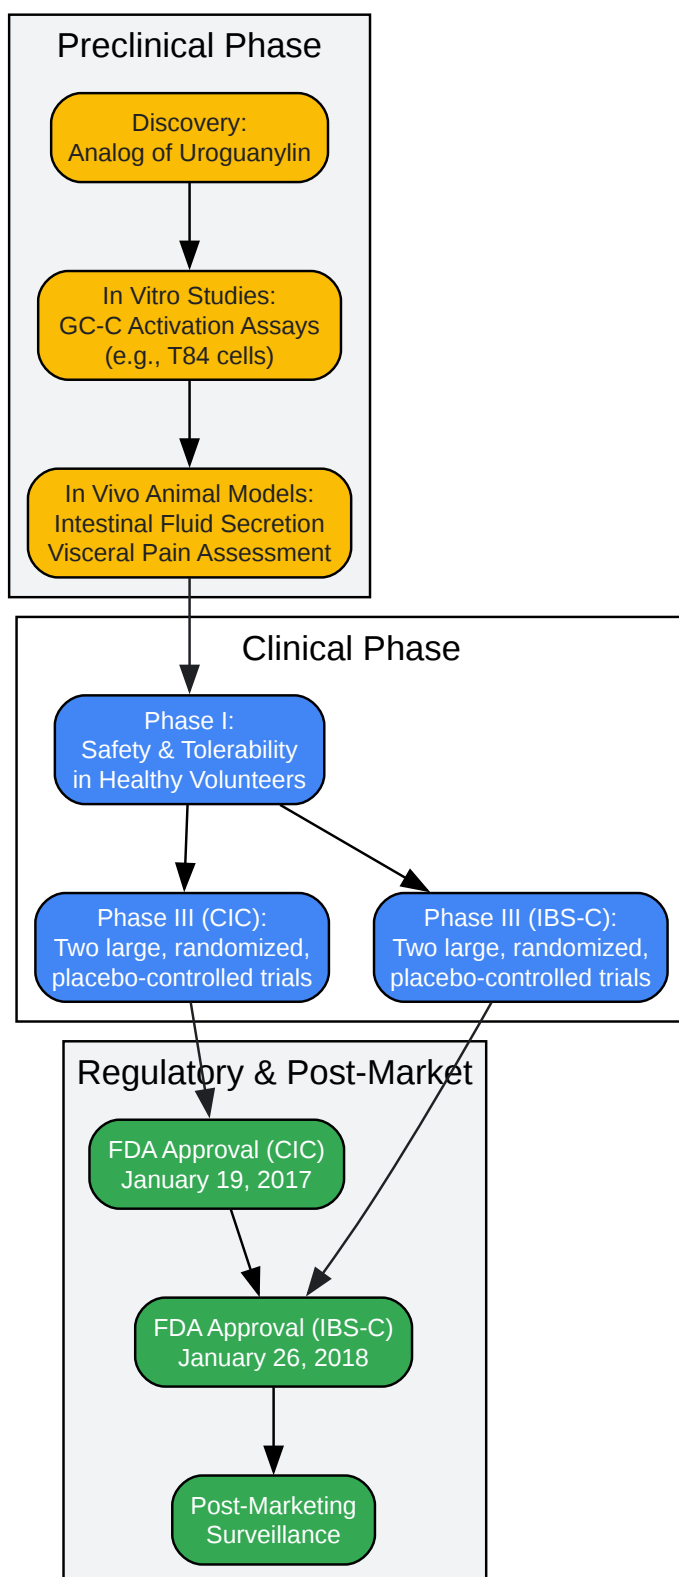 Preclinical Phase
Discovery:
Analog of Uroguanylin
In Vitro Studies:
GC-C Activation Assays
(e.g., T84 cells)
In Vivo Animal Models:
Intestinal Fluid Secretion
Visceral Pain Assessment
Clinical Phase
Phase I:
Safety & Tolerability
in Healthy Volunteers
Phase III (CIC):
Two large, randomized,
placebo-controlled trials
Phase III (IBS-C):
Two large, randomized,
placebo-controlled trials
Regulatory & Post-Market
FDA Approval (CIC)
January 19, 2017
FDA Approval (IBS-C)
January 26, 2018
Post-Marketing
Surveillance